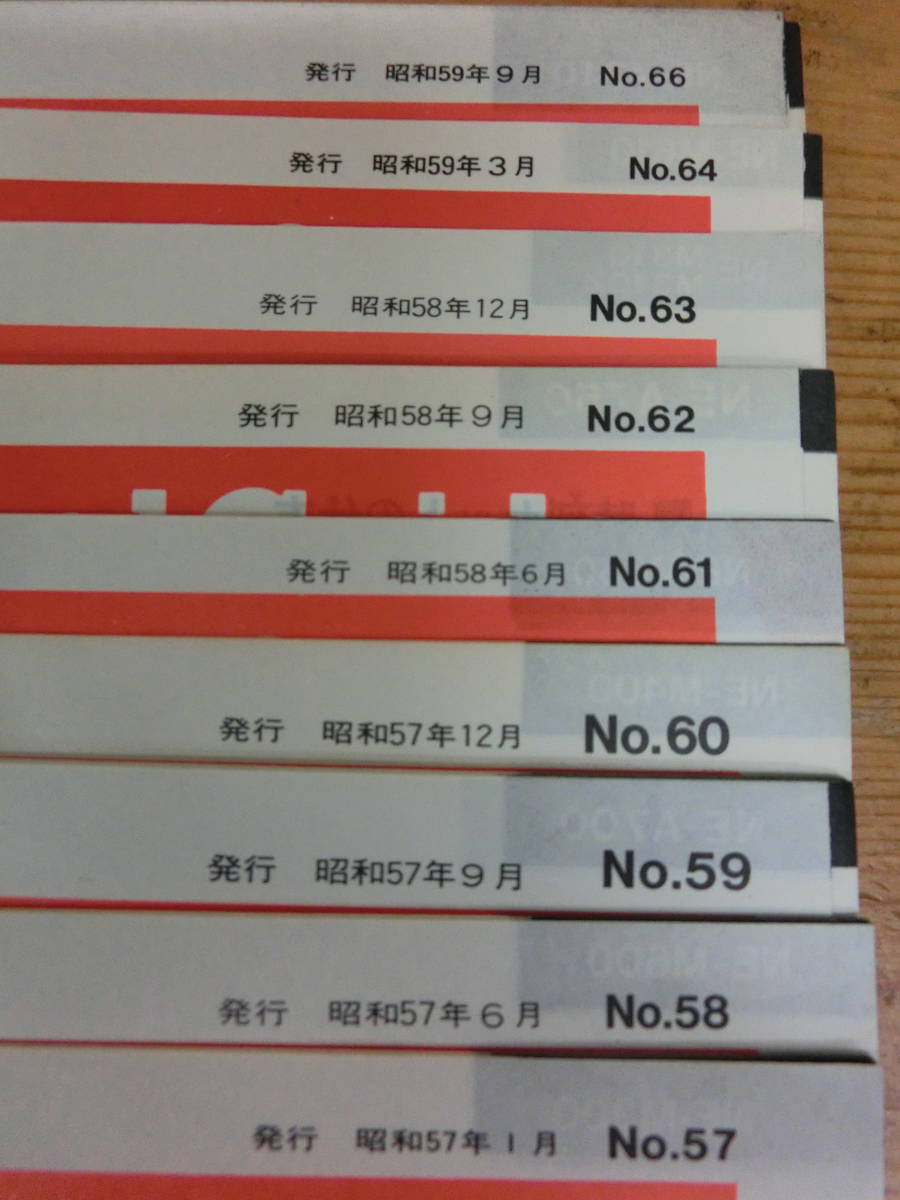 発行 昭和59年9月 No.66
発行 昭和59年3月 No.64
発行 昭和58年12月 No.63
発行 昭和58年9月 No.62
発行 昭和58年6月 No.61
発行 昭和57年12月 No.60
発行 昭和57年9月 No.59
発行 昭和57年6月 No.58
発行 昭和57年1月 No.57